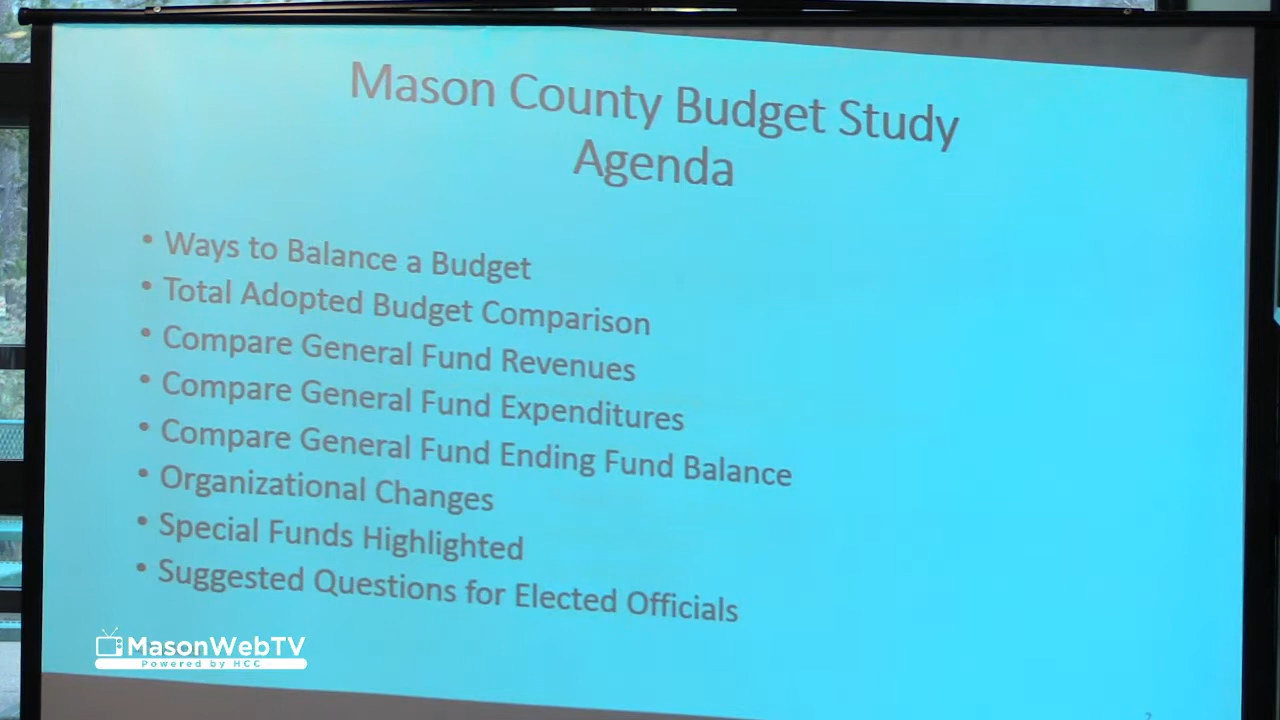 Mason County Budget Study
Agenda
• Ways to Balance a Budget
• Total Adopted Budget Comparison
• Compare General Fund Revenues
• Compare General Fund Expenditures
• Compare General Fund Ending Fund Balance
• Organizational Changes
• Special Funds Highlighted
• Suggested Questions for Elected Officials
MasonWebTV
Powered by HCC